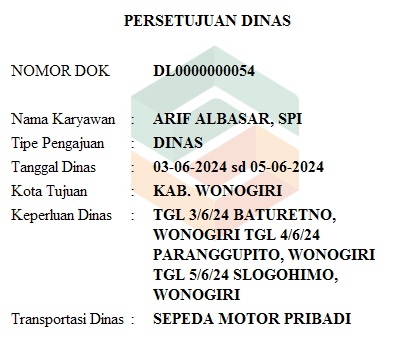 PERSETUJUAN DINAS
NOMOR DOK DL0000000054
Nama Karyawan : ARIF ALBASAR, SPI
Tipe Pengajuan : DINAS
Tanggal Dinas : 03-06-2024 sd 05-06-2024
Kota Tujuan : KAB. WONOGIRI
Keperluan Dinas : TGL 3/6/24 BATURETNO,
WONOGIRI TGL 4/6/24
PARANGGUPITO, WONOGIRI
TGL 5/6/24 SLOGOHIMO,
WONOGIRI
Transportasi Dinas : SEPEDA MOTOR PRIBADI